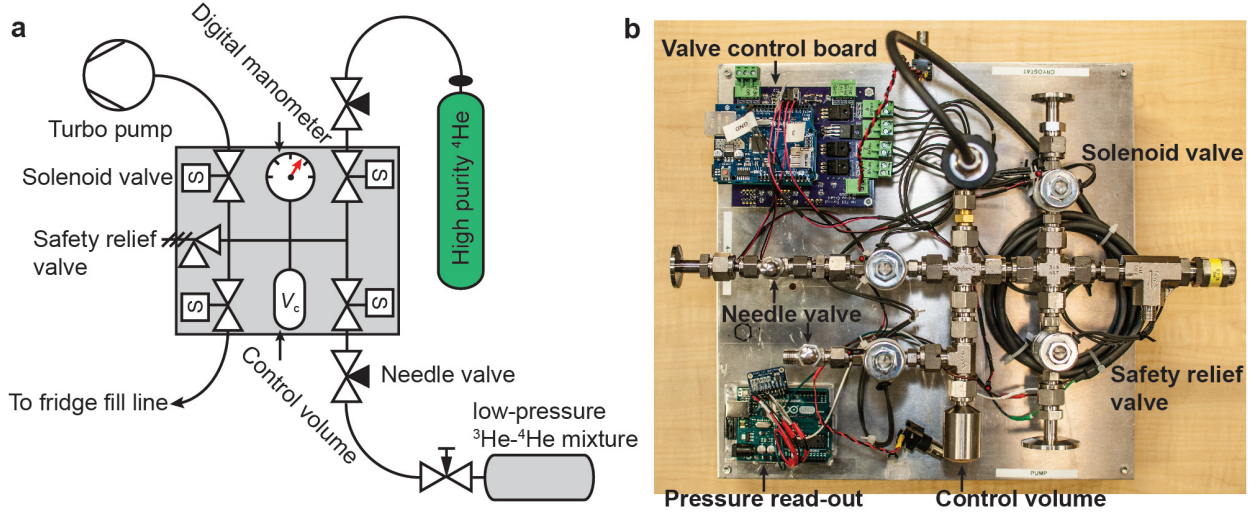 a
Turbo pump
Solenoid valve
Safety relief
valve
To fridge fill line
Digital manometer
S
S
S
S
V c
Control volume
High purity ⁴He
Needle valve
low-pressure
³He-⁴He mixture
b
Valve control board
CRYOSTAT
GND
Solenoid valve
Needle valve
Safety relief
valve
Pressure read-out
Control volume
PUMP